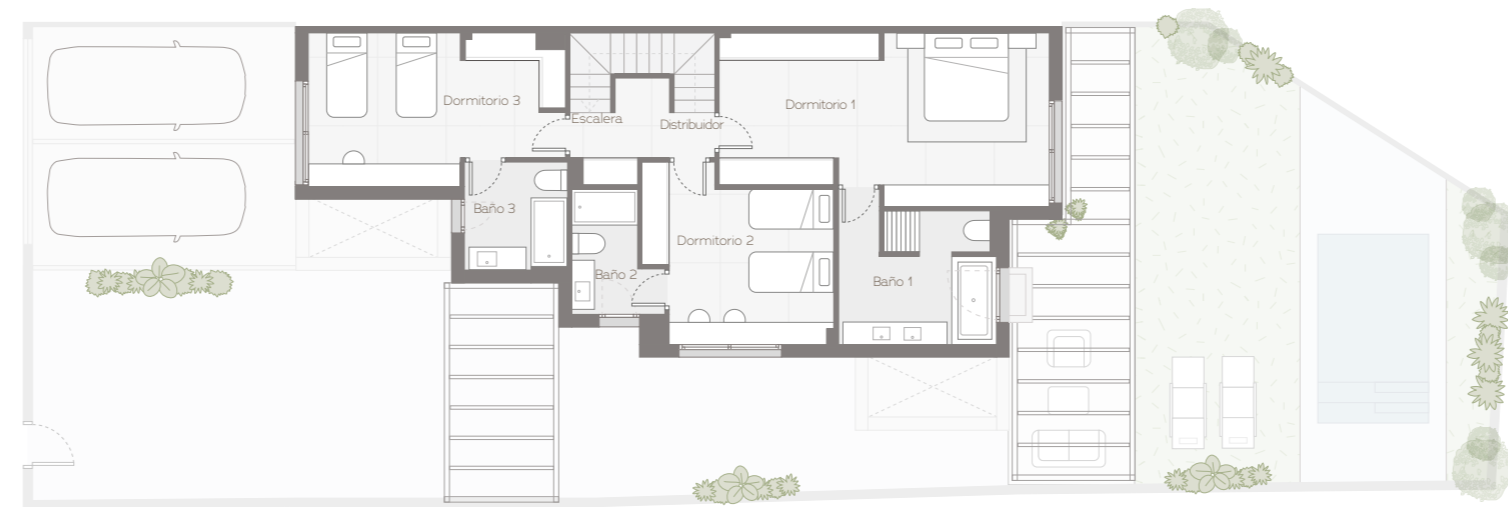 Dormitorio 3
Escalera
Distribuidor
Dormitorio 1
Baño 3
Baño 2
Dormitorio 2
Baño 1